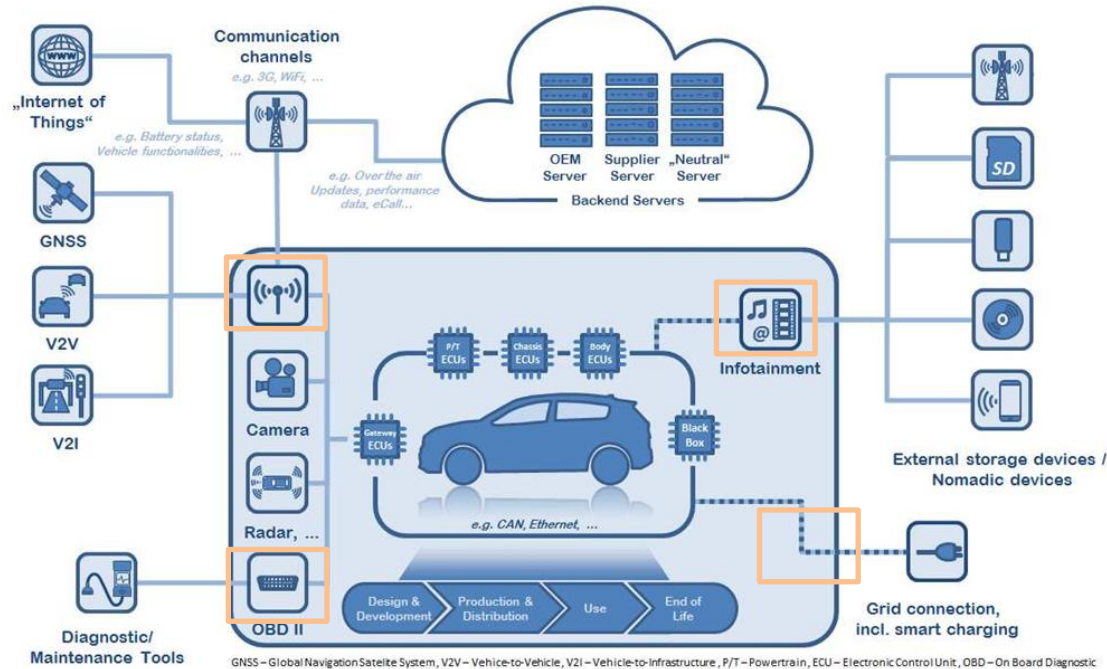 Communication
channels
e.g. 3G, WiFi, ...
WWW
„Internet of
Things“
e.g. Battery status,
Vehicle functionalities, ...
e.g. Over the air
Updates, performance
data, eCall...
OEM
Server
Supplier
Server
„Neutral“
Server
Backend Servers
GNSS
V2V
V2I
SD
P/T
ECUs
Chassis
ECUs
Body
ECUs
@
Infotainment
Camera
Gateway
ECUs
Black
Box
External storage devices /
Nomadic devices
Radar, ...
e.g. CAN, Ethernet, ...
OBD II
Design &
Development
Production &
Distribution
Use
End of
Life
Diagnostic/
Maintenance Tools
Grid connection,
incl. smart charging
GNSS – Global Navigation Satelite System, V2V – Vehice-to-Vehicle, V2I – Vehicle-to-Infrastructure, P/T – Powertrain, ECU – Electronic Control Unit, OBD – On Board Diagnostic